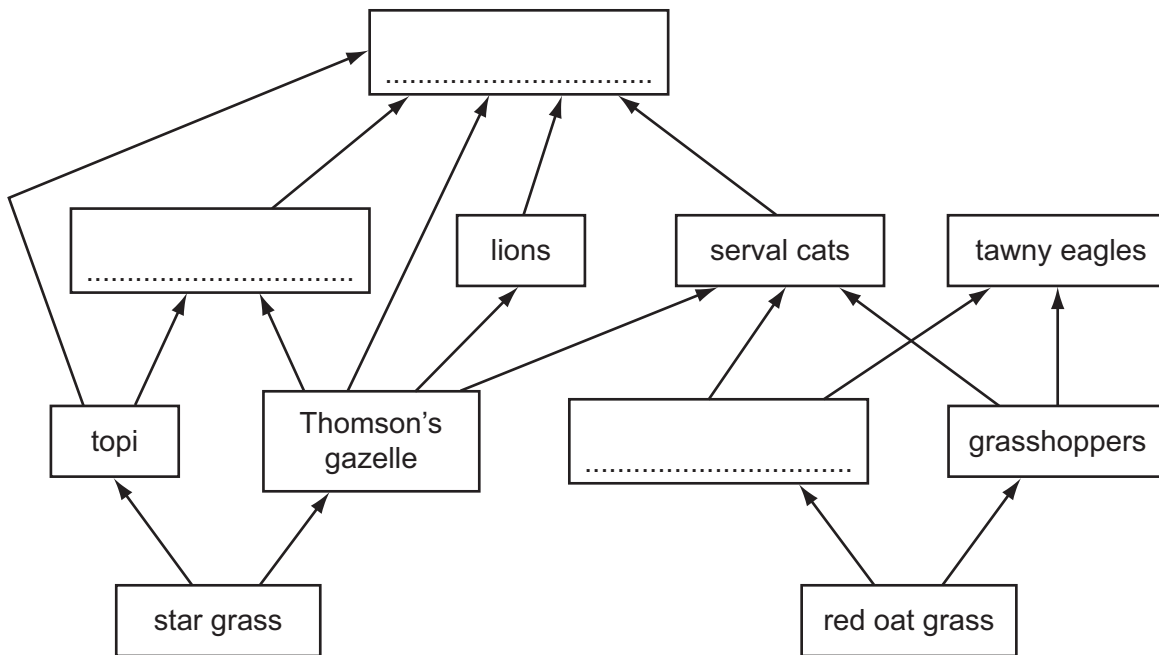 lions
serval cats
tawny eagles
topi
Thomson's
gazelle
grasshoppers
star grass
red oat grass